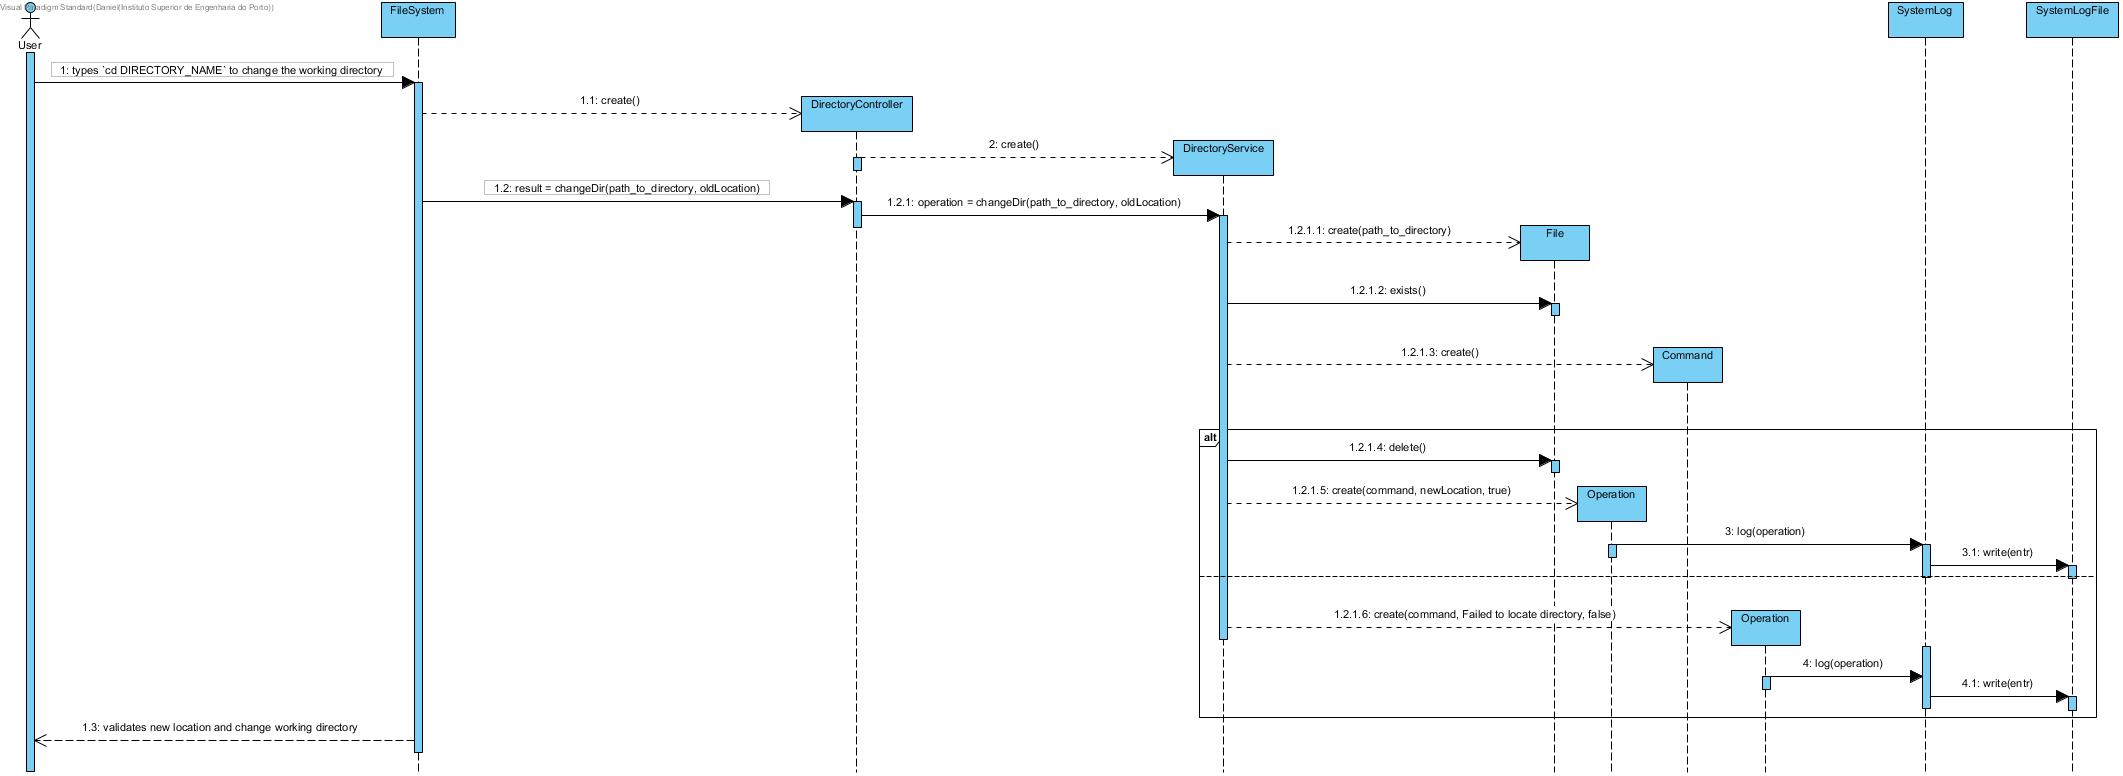 Visual Paradigm Standard(Daniel(Instituto Superior de Engenharia do Porto))
User
FileSystem
SystemLog
SystemLogFile
1: types `cd DIRECTORY_NAME` to change the working directory
1.1: create()
DirectoryController
2: create()
DirectoryService
1.2: result = changeDir(path_to_directory, oldLocation)
1.2.1: operation = changeDir(path_to_directory, oldLocation)
1.2.1.1: create(path_to_directory)
File
1.2.1.2: exists()
1.2.1.3: create()
Command
alt
1.2.1.4: delete()
1.2.1.5: create(command, newLocation, true)
Operation
3: log(operation)
3.1: write(entr)
1.2.1.6: create(command, Failed to locate directory, false)
Operation
4: log(operation)
4.1: write(entr)
1.3: validates new location and change working directory